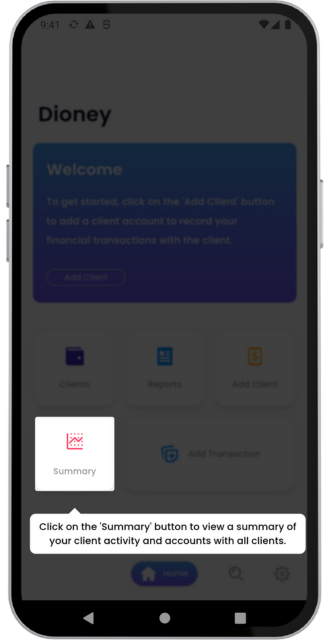 9:41
Dioney
Welcome
To get started, click on the 'Add Client' button
to add a client account to record your
financial transactions with the client.
Add Client
Clients
Reports
Add Client
Summary
Add Transaction
Click on the 'Summary' button to view a summary of
your client activity and accounts with all clients.
Home